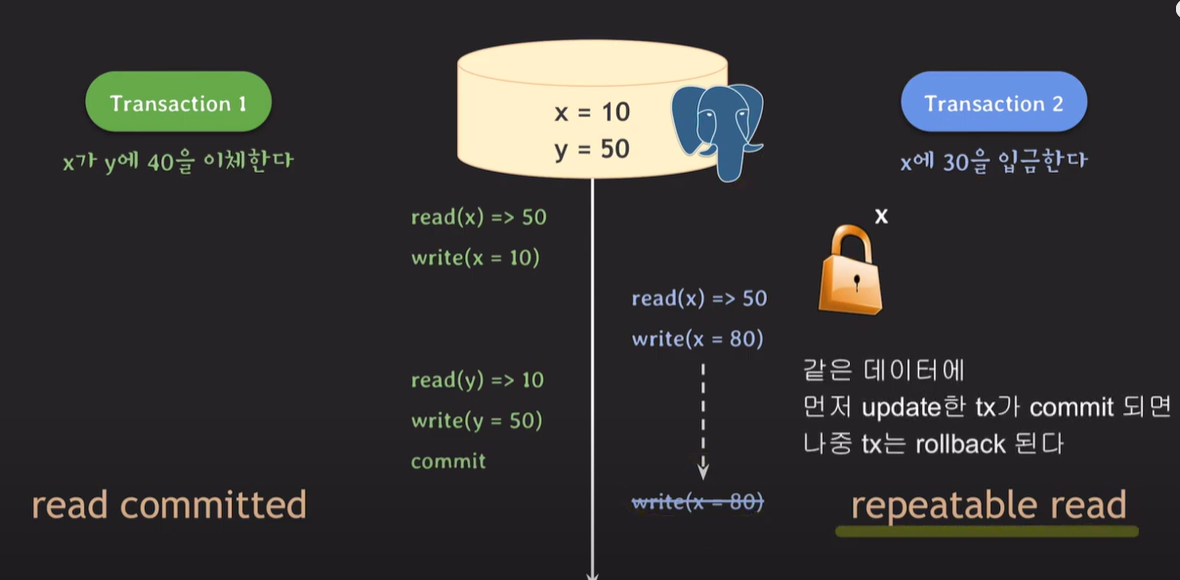 Transaction 1
x가 y에 40을 이체한다
x = 10
y = 50
Transaction 2
x에 30을 입금한다
read(x) => 50
write(x = 10)
x
read(x) => 50
write(x = 80)
같은 데이터에
먼저 update한 tx가 commit 되면
나중 tx는 rollback 된다
read(y) => 10
write(y = 50)
commit
write(x = 80)
read committed
repeatable read